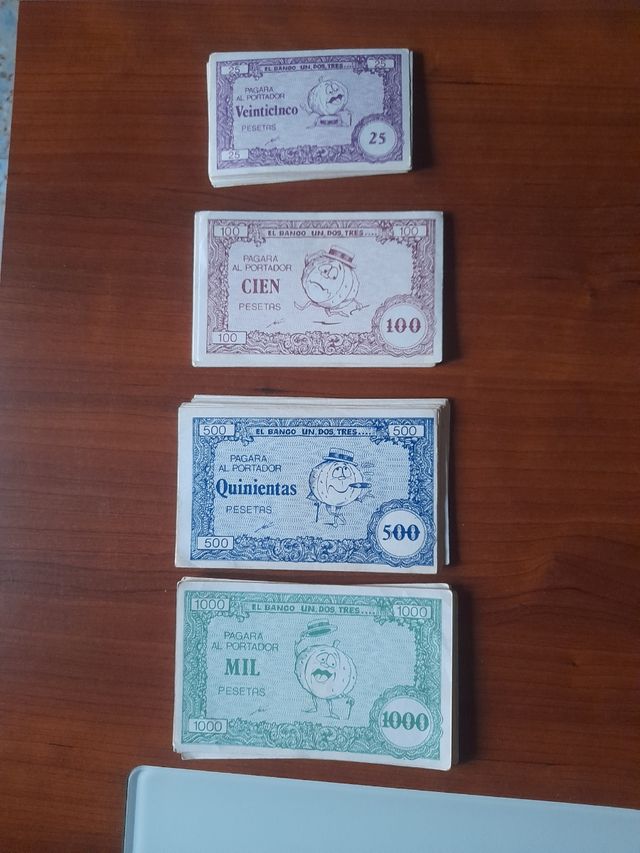 25 EL BANCO UN, DOS, TRES.... 25
PAGARA
AL PORTADOR
Veinticinco
PESETAS
25
25
100 EL BANCO UN, DOS, TRES.... 100
PAGARA
AL PORTADOR
CIEN
PESETAS
100
100
500 EL BANCO UN, DOS, TRES.... 500
PAGARA
AL PORTADOR
Quinientas
PESETAS
500
500
1000 EL BANCO UN, DOS, TRES.... 1000
PAGARA
AL PORTADOR
MIL
PESETAS
1000
1000